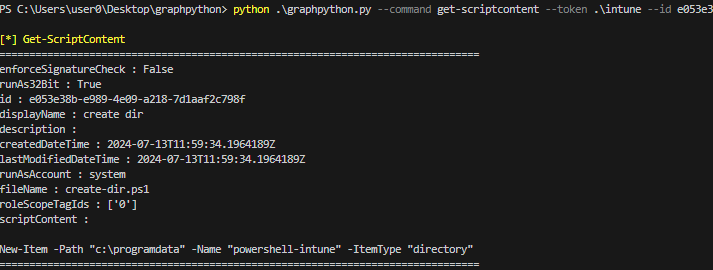 PS C:\Users\user0\Desktop\graphpython> python .\graphpython.py --command get-scriptcontent --token .\intune --id e053e3
[*] Get-ScriptContent
================================================================================
enforceSignatureCheck : False
runAs32Bit : True
id : e053e38b-e989-4e09-a218-7d1aaf2c798f
displayName : create dir
description :
createdDateTime : 2024-07-13T11:59:34.1964189Z
lastModifiedDateTime : 2024-07-13T11:59:34.1964189Z
runAsAccount : system
fileName : create-dir.ps1
roleScopeTagIds : ['0']
scriptContent :
New-Item -Path "c:\programdata" -Name "powershell-intune" -ItemType "directory"
================================================================================